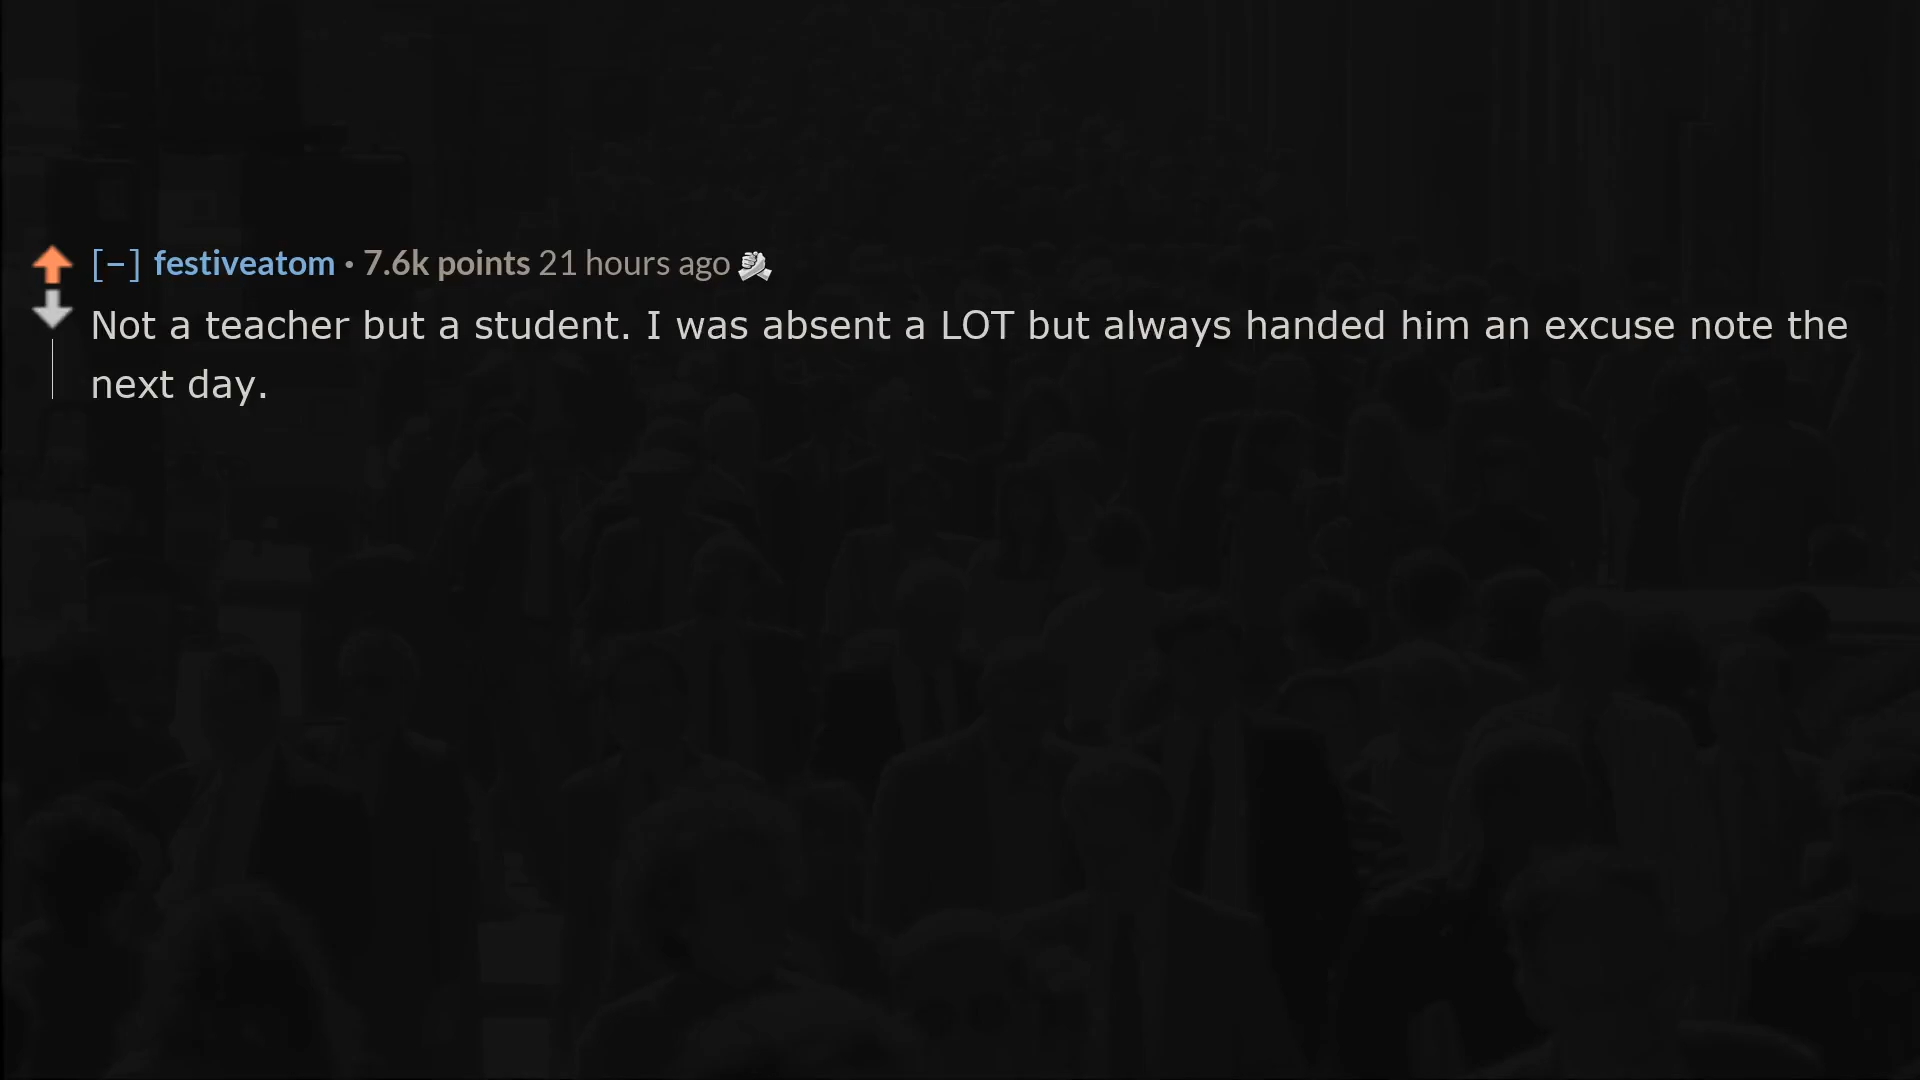 [–] festiveatom · 7.6k points 21 hours ago
Not a teacher but a student. I was absent a LOT but always handed him an excuse note the
next day.